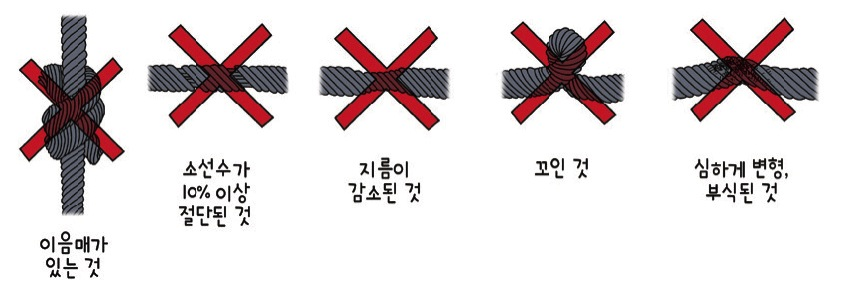 이음매가
있는 것
소선수가
10% 이상
절단된 것
지름이
감소된 것
꼬인 것
심하게 변형,
부식된 것